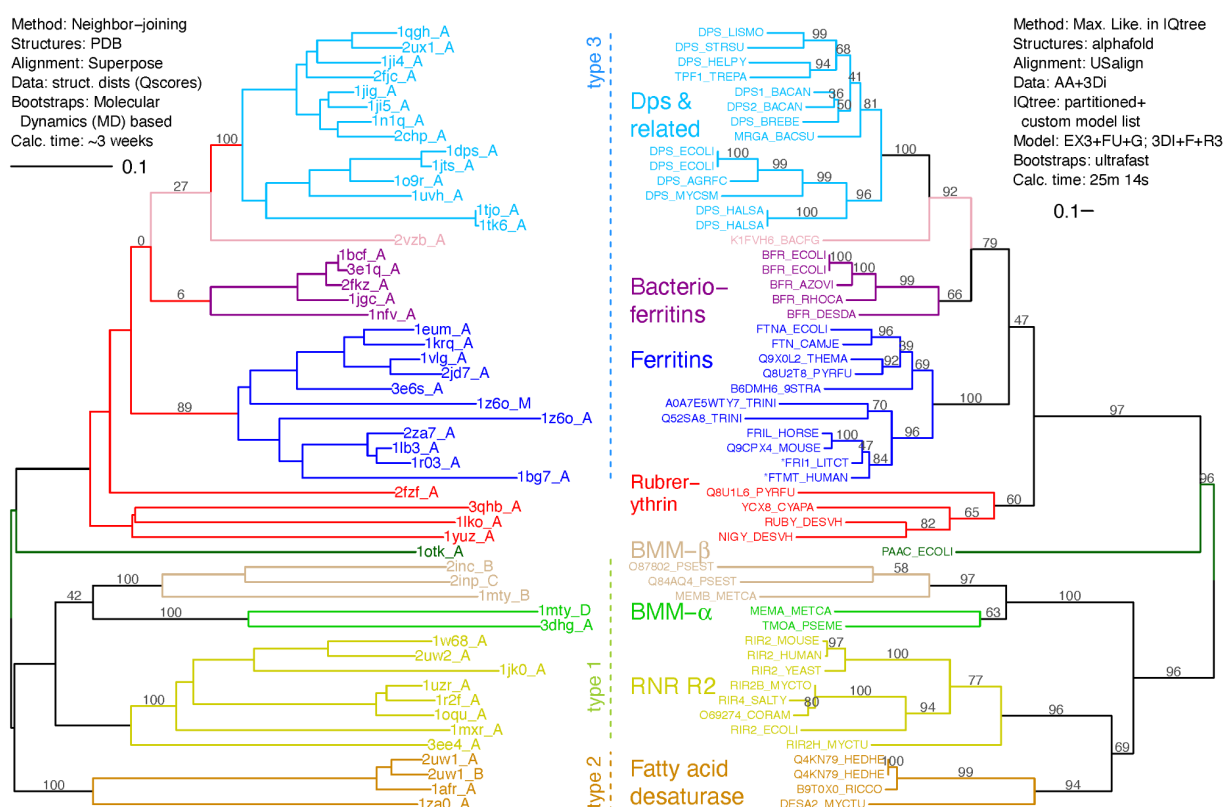 Method: Neighbor-joining
Structures: PDB
Alignment: Superpose
Data: struct. dists (Qscores)
Bootstraps: Molecular
Dynamics (MD) based
Calc. time: ~3 weeks
0.1
100
27
0
6
89
42
100
100
100
100
1qgh_A
2ux1_A
1ji4_A
2fjc_A
1jig_A
1ji5_A
1n1q_A
2chp_A
1dps_A
1jts_A
1o9r_A
1uvh_A
1tjo_A
1tk6_A
2vzb_A
1bcf_A
3e1q_A
2fkz_A
1jgc_A
1nfv_A
1eum_A
1krq_A
1vlg_A
2jd7_A
3e6s_A
1z6o_M
1z6o_A
2za7_A
1lb3_A
1r03_A
1bg7_A
2fzf_A
3qhb_A
1lko_A
1yuz_A
1otk_A
2inc_B
2inp_C
1mty_B
1mty_D
3dhg_A
1w68_A
2uw2_A
1jk0_A
1uzr_A
1r2f_A
1oqu_A
1mxr_A
3ee4_A
2uw1_A
2uw1_B
1afr_A
1za0_A
type 3
type 1
type 2
Dps &
related
Bacterio-
ferritins
Ferritins
Rubrer-
ythrin
BMM-β
BMM-α
RNR R2
Fatty acid
desaturase
DPS_LISMO
DPS_STRSU
DPS_HELPY
TPF1_TREPA
DPS1_BACAN
DPS2_BACAN
DPS_BREBE
MRGA_BACSU
DPS_ECOLI
DPS_ECOLI
DPS_AGRFC
DPS_MYCSM
DPS_HALSA
DPS_HALSA
K1FVH6_BACFG
BFR_ECOLI
BFR_ECOLI
BFR_AZOVI
BFR_RHOCA
BFR_DESDA
FTNA_ECOLI
FTN_CAMJE
Q9X0L2_THEMA
Q8U2T8_PYRFU
B6DMH6_9STRA
A0A7E5WTY7_TRINI
Q52SA8_TRINI
FRIL_HORSE
Q9CPX4_MOUSE
*FRI1_LITCT
*FTMT_HUMAN
Q8U1L6_PYRFU
YCX8_CYAPA
RUBY_DESVH
NIGY_DESVH
PAAC_ECOLI
O87802_PSEST
Q84AQ4_PSEST
MEMB_METCA
MEMA_METCA
TMOA_PSEME
RIR2_MOUSE
RIR2_HUMAN
RIR2_YEAST
RIR2B_MYCTO
RIR4_SALTY
O69274_CORAM
RIR2_ECOLI
RIR2H_MYCTU
Q4KN79_HEDHE
Q4KN79_HEDHE
B9T0X0_RICCO
DESA2_MYCTU
99
68
94
41
36
50
81
100
100
99
99
96
100
92
79
100
100
99
66
47
96
39
92
69
100
70
96
100
47
84
97
60
65
82
96
58
97
100
63
97
100
77
100
80
94
96
96
69
100
99
94
Method: Max. Like. in IQtree
Structures: alphafold
Alignment: USalign
Data: AA+3Di
IQtree: partitioned+
custom model list
Model: EX3+FU+G; 3DI+F+R3
Bootstraps: ultrafast
Calc. time: 25m 14s
0.1